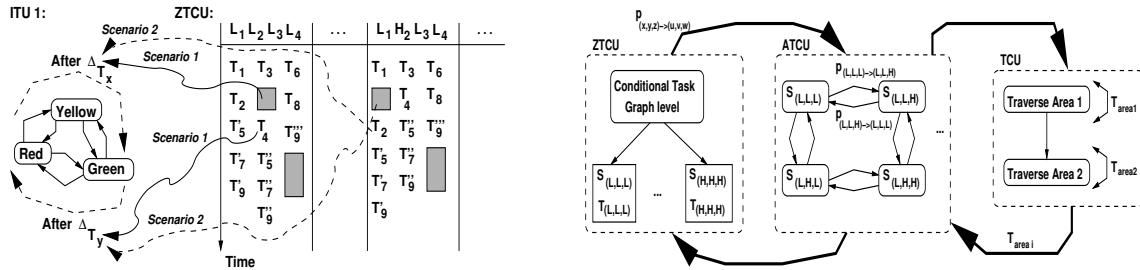 ITU 1:
ZTCU:
Scenario 2
L1 L2 L3 L4 ... L1 H2 L3 L4 ...
Scenario 1
After Δ Tx
T1 T3 T6 T1 T3 T6
T2 T8 T4 T8
Yellow
Red
Green
Scenario 1
T'5 T4 T'''9 T2 T''5 T'''9
T'7 T''5 T'5 T''7
T'9 T''7 T'7 T''9
T''9 T'9
After Δ Ty
Scenario 2
Time
p (x,y,z)->(u,v,w)
ZTCU
ATCU
TCU
Conditional Task
Graph level
S(L,L,L)
T(L,L,L)
...
S(H,H,H)
T(H,H,H)
p(L,L,L)->(L,L,H)
S(L,L,L)
S(L,L,H)
p(L,L,H)->(L,L,L)
...
S(L,H,L)
S(L,H,H)
Traverse Area 1
Tarea1
Traverse Area 2
Tarea2
Tarea i